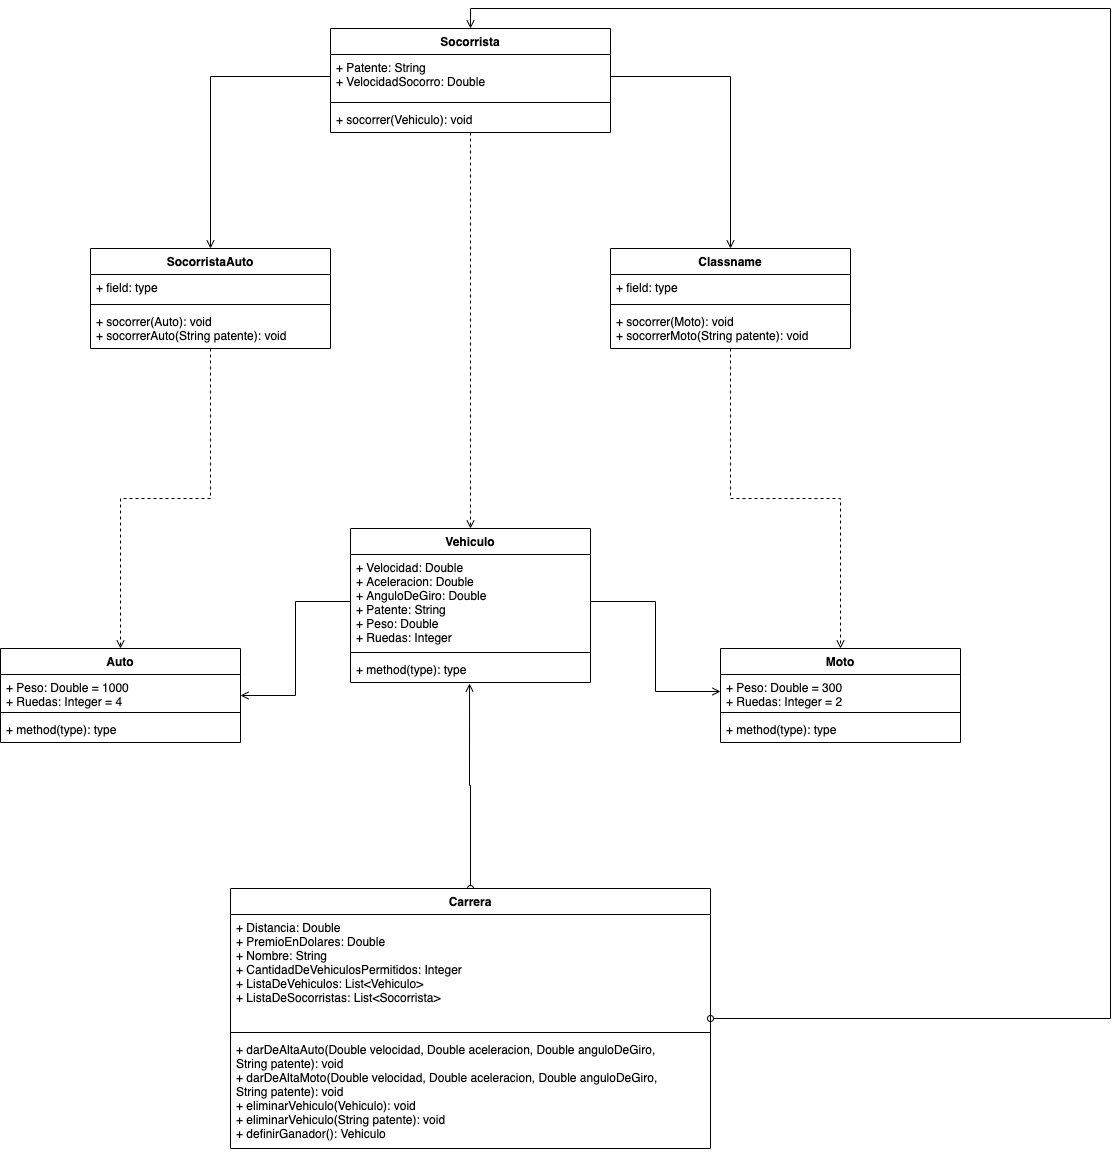 Socorrista
+ Patente: String
+ VelocidadSocorro: Double
+ socorrer(Vehiculo): void
SocorristaAuto
+ field: type
+ socorrer(Auto): void
+ socorrerAuto(String patente): void
Classname
+ field: type
+ socorrer(Moto): void
+ socorrerMoto(String patente): void
Vehiculo
+ Velocidad: Double
+ Aceleracion: Double
+ AnguloDeGiro: Double
+ Patente: String
+ Peso: Double
+ Ruedas: Integer
+ method(type): type
Auto
+ Peso: Double = 1000
+ Ruedas: Integer = 4
+ method(type): type
Moto
+ Peso: Double = 300
+ Ruedas: Integer = 2
+ method(type): type
Carrera
+ Distancia: Double
+ PremioEnDolares: Double
+ Nombre: String
+ CantidadDeVehiculosPermitidos: Integer
+ ListaDeVehiculos: List<Vehiculo>
+ ListaDeSocorristas: List<Socorrista>
+ darDeAltaAuto(Double velocidad, Double aceleracion, Double anguloDeGiro,
String patente): void
+ darDeAltaMoto(Double velocidad, Double aceleracion, Double anguloDeGiro,
String patente): void
+ eliminarVehiculo(Vehiculo): void
+ eliminarVehiculo(String patente): void
+ definirGanador(): Vehiculo